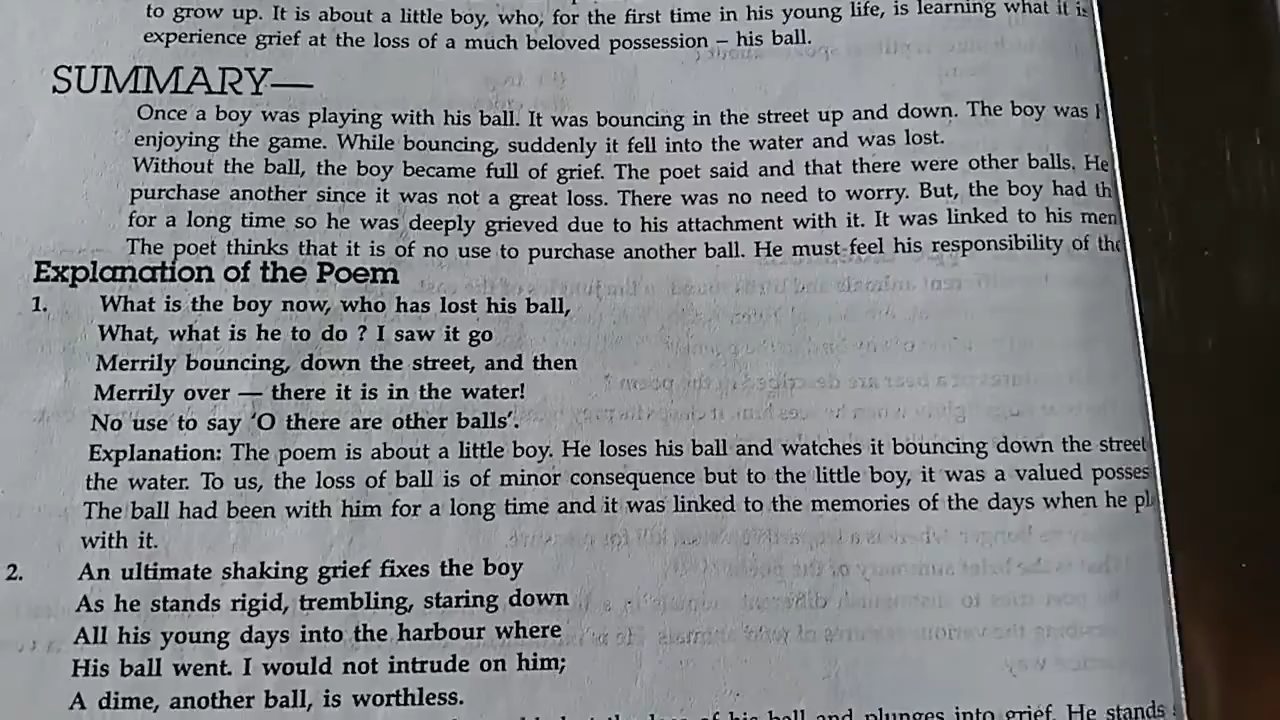 to grow up. It is about a little boy, who, for the first time in his young life, is learning what it is
experience grief at the loss of a much beloved possession – his ball.
SUMMARY—
Once a boy was playing with his ball. It was bouncing in the street up and down. The boy was
enjoying the game. While bouncing, suddenly it fell into the water and was lost.
Without the ball, the boy became full of grief. The poet said and that there were other balls. He
purchase another since it was not a great loss. There was no need to worry. But, the boy had
for a long time so he was deeply grieved due to his attachment with it. It was linked to his
The poet thinks that it is of no use to purchase another ball. He must feel his responsibility of
Explanation of the Poem
1. What is the boy now, who has lost his ball,
What, what is he to do ? I saw it go
Merrily bouncing, down the street, and then
Merrily over — there it is in the water!
No use to say 'O there are other balls'.
Explanation: The poem is about a little boy. He loses his ball and watches it bouncing down the street
the water. To us, the loss of ball is of minor consequence but to the little boy, it was a valued
The ball had been with him for a long time and it was linked to the memories of the days when he
with it.
2. An ultimate shaking grief fixes the boy
As he stands rigid, trembling, staring down
All his young days into the harbour where
His ball went. I would not intrude on him;
A dime, another ball, is worthless.
of his ball and plunges into grief. He stands